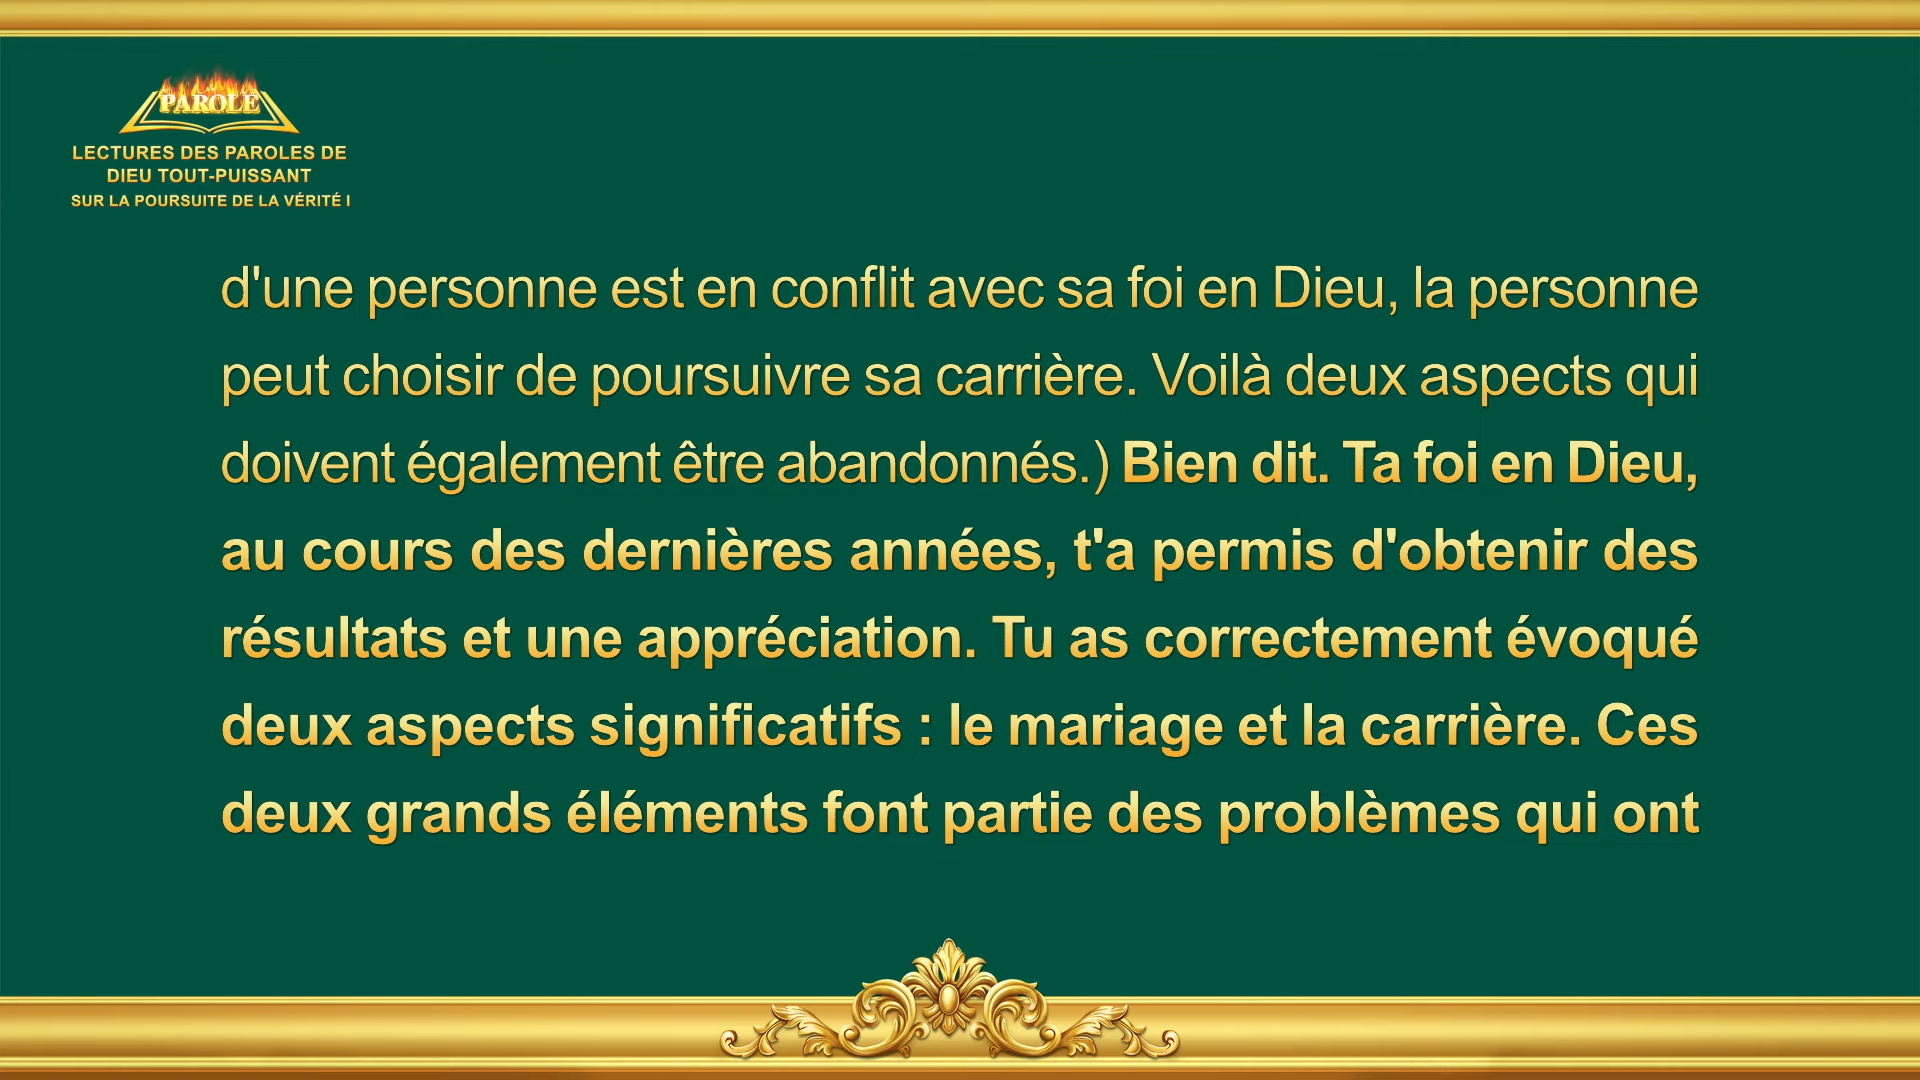 PAROLE
LECTURES DES PAROLES DE
DIEU TOUT-PUISSANT
SUR LA POURSUITE DE LA VÉRITÉ I
d'une personne est en conflit avec sa foi en Dieu, la personne
peut choisir de poursuivre sa carrière. Voilà deux aspects qui
doivent également être abandonnés.) Bien dit. Ta foi en Dieu,
au cours des dernières années, t'a permis d'obtenir des
résultats et une appréciation. Tu as correctement évoqué
deux aspects significatifs : le mariage et la carrière. Ces
deux grands éléments font partie des problèmes qui ont